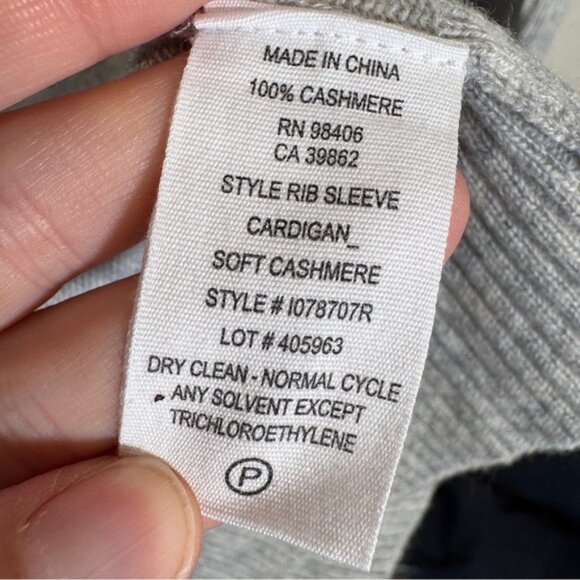 MADE IN CHINA
100% CASHMERE
RN 98406
CA 39862
STYLE RIB SLEEVE
CARDIGAN_
SOFT CASHMERE
STYLE # I078707R
LOT # 405963
DRY CLEAN - NORMAL CYCLE
ANY SOLVENT EXCEPT
TRICHLOROETHYLENE
P